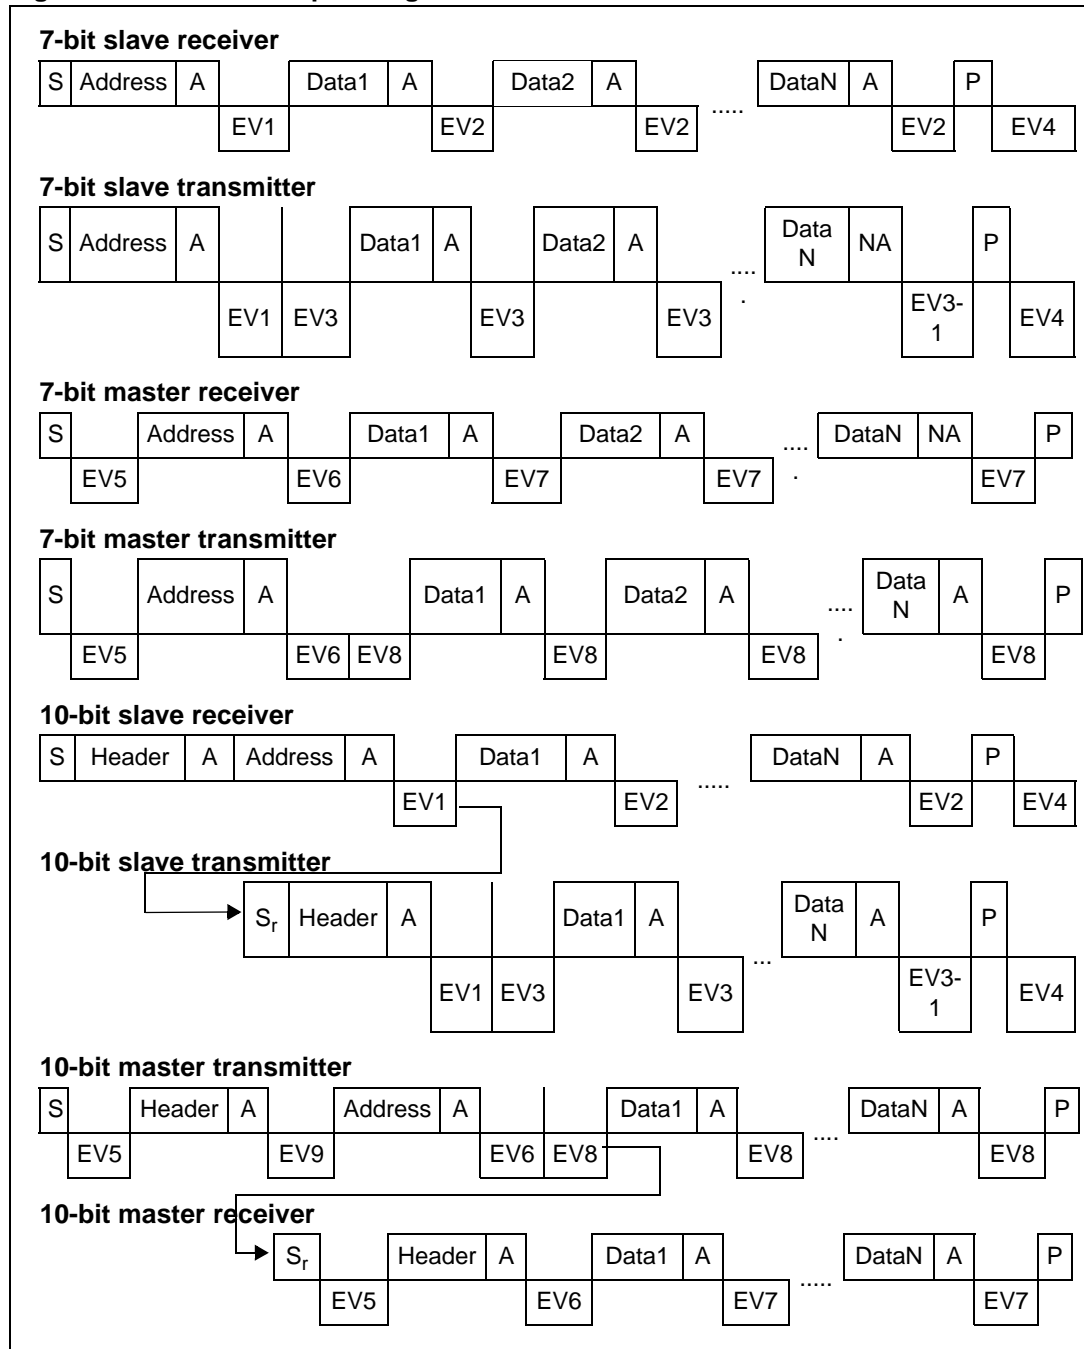 7-bit slave receiver
S Address A Data1 A Data2 A ..... DataN A P
EV1 EV2 EV2 EV2 EV4
7-bit slave transmitter
S Address A Data1 A Data2 A ..... Data N NA P
EV1 EV3 EV3 EV3 EV3-1 EV4
7-bit master receiver
S Address A Data1 A Data2 A ..... DataN NA P
EV5 EV6 EV7 EV7 EV7
7-bit master transmitter
S Address A Data1 A Data2 A ..... Data N A P
EV5 EV6 EV8 EV8 EV8 EV8
10-bit slave receiver
S Header A Address A Data1 A ..... DataN A P
EV1 EV2 EV2 EV4
10-bit slave transmitter
Sr Header A Data1 A ... Data N A P
EV1 EV3 EV3 EV3-1 EV4
10-bit master transmitter
S Header A Address A Data1 A .... DataN A P
EV5 EV9 EV6 EV8 EV8 EV8
10-bit master receiver
Sr Header A Data1 A ..... DataN A P
EV5 EV6 EV7 EV7